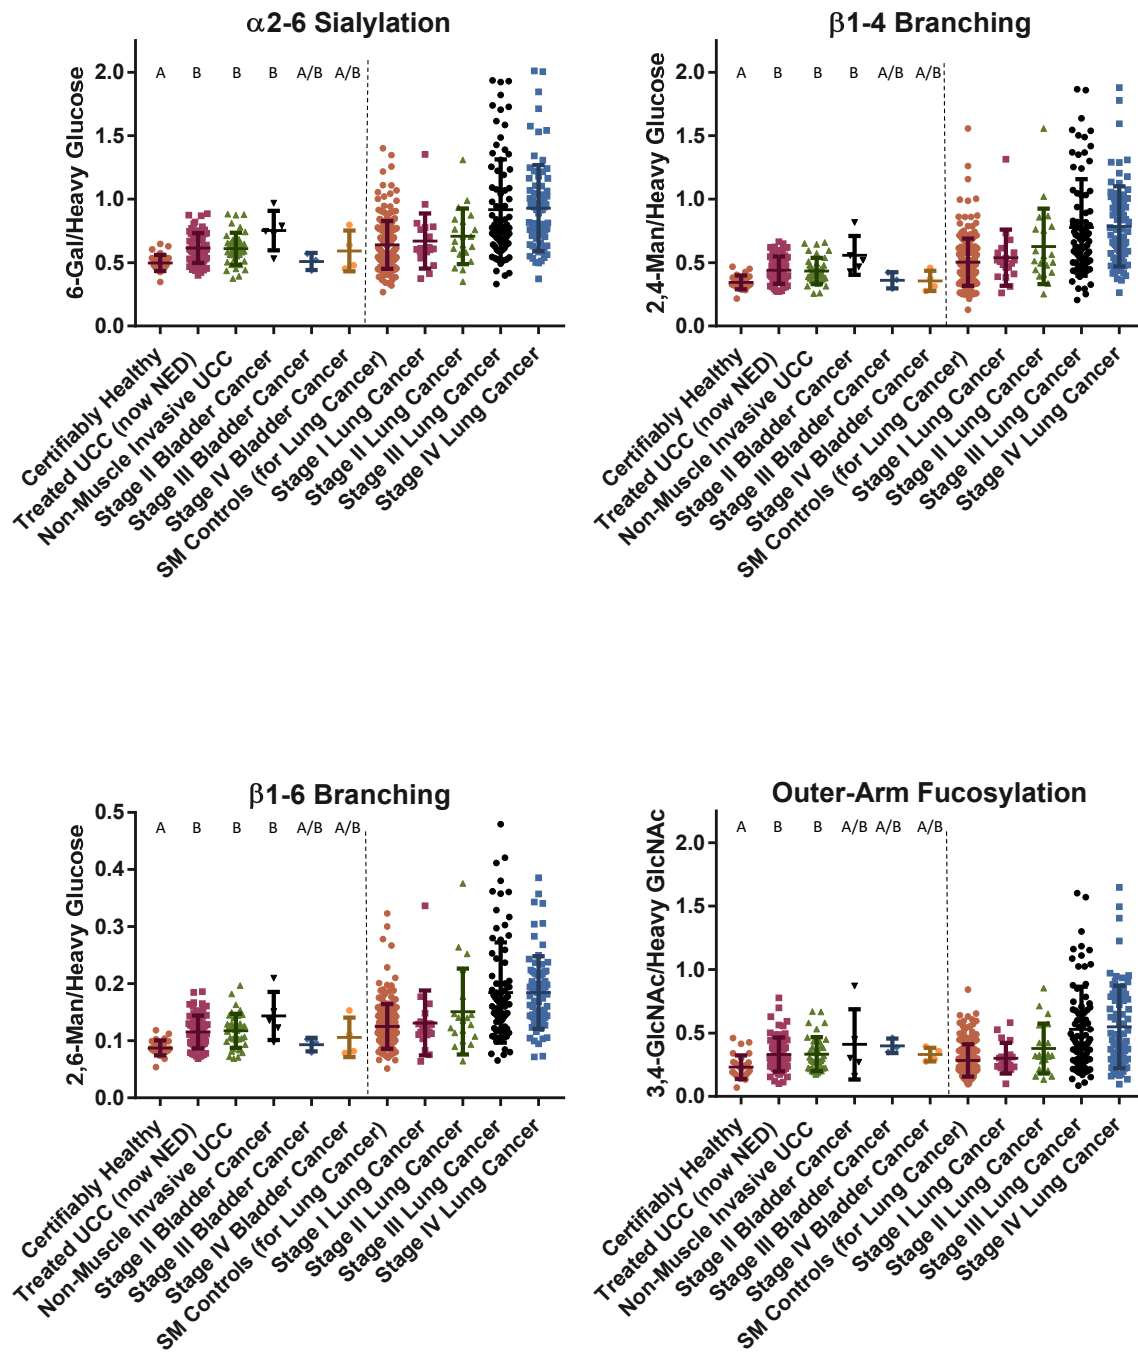 α2-6 Sialylation
6-Gal/Heavy Glucose
2.0
1.5
1.0
0.5
0.0
A B B B A/B A/B
Certifiably Healthy
Treated UCC (now NED)
Non-Muscle Invasive UCC
Stage II Bladder Cancer
Stage III Bladder Cancer
Stage IV Bladder Cancer
SM Controls (for Lung Cancer)
Stage I Lung Cancer
Stage II Lung Cancer
Stage III Lung Cancer
Stage IV Lung Cancer
β1-4 Branching
2,4-Man/Heavy Glucose
2.0
1.5
1.0
0.5
0.0
A B B B A/B A/B
Certifiably Healthy
Treated UCC (now NED)
Non-Muscle Invasive UCC
Stage II Bladder Cancer
Stage III Bladder Cancer
Stage IV Bladder Cancer
SM Controls (for Lung Cancer)
Stage I Lung Cancer
Stage II Lung Cancer
Stage III Lung Cancer
Stage IV Lung Cancer
β1-6 Branching
2,6-Man/Heavy Glucose
0.5
0.4
0.3
0.2
0.1
0.0
A B B B A/B A/B
Certifiably Healthy
Treated UCC (now NED)
Non-Muscle Invasive UCC
Stage II Bladder Cancer
Stage III Bladder Cancer
Stage IV Bladder Cancer
SM Controls (for Lung Cancer)
Stage I Lung Cancer
Stage II Lung Cancer
Stage III Lung Cancer
Stage IV Lung Cancer
Outer-Arm Fucosylation
3,4-GlcNAc/Heavy GlcNAc
2.0
1.5
1.0
0.5
0.0
A B B A/B A/B A/B
Certifiably Healthy
Treated UCC (now NED)
Non-Muscle Invasive UCC
Stage II Bladder Cancer
Stage III Bladder Cancer
Stage IV Bladder Cancer
SM Controls (for Lung Cancer)
Stage I Lung Cancer
Stage II Lung Cancer
Stage III Lung Cancer
Stage IV Lung Cancer